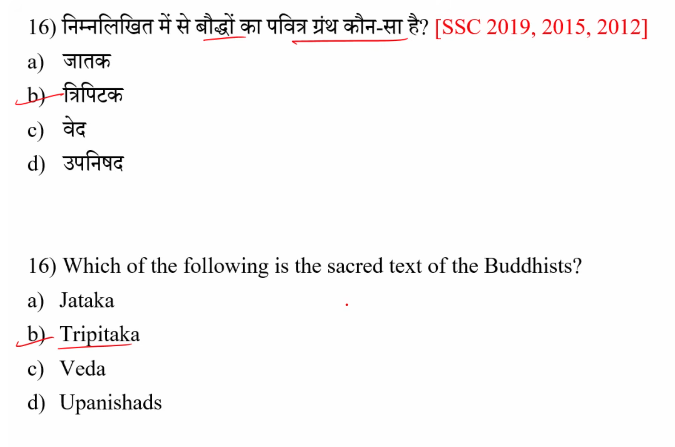 16) निम्नलिखित में से बौद्धों का पवित्र ग्रंथ कौन-सा है? [SSC 2019, 2015, 2012]
a) जातक
b) त्रिपिटक
c) वेद
d) उपनिषद
16) Which of the following is the sacred text of the Buddhists?
a) Jataka
b) Tripitaka
c) Veda
d) Upanishads